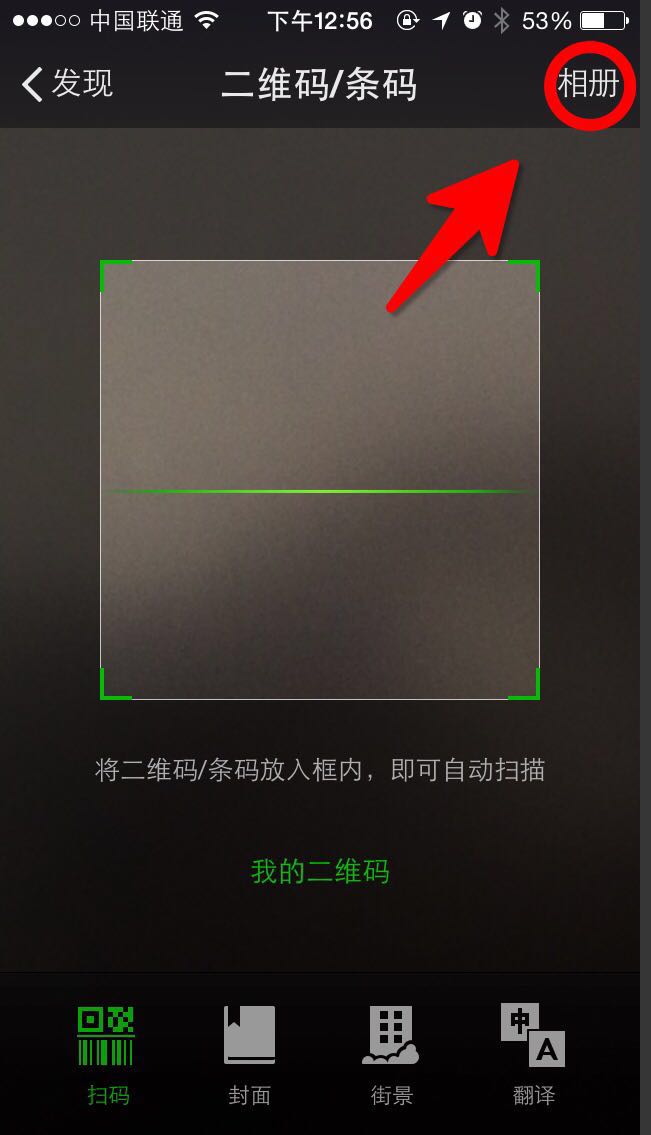 中国联通 下午12:56 53%
发现 二维码/条码 相册
将二维码/条码放入框内，即可自动扫描
我的二维码
中 A
扫码 封面 街景 翻译